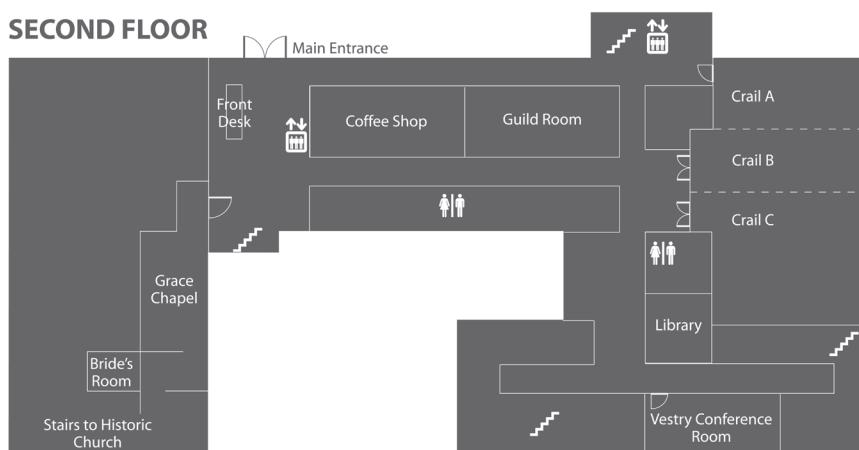 SECOND FLOOR
Main Entrance
Front
Desk
Coffee Shop
Guild Room
Crail A
Crail B
Crail C
Grace
Chapel
Library
Bride's
Room
Stairs to Historic
Church
Vestry Conference
Room